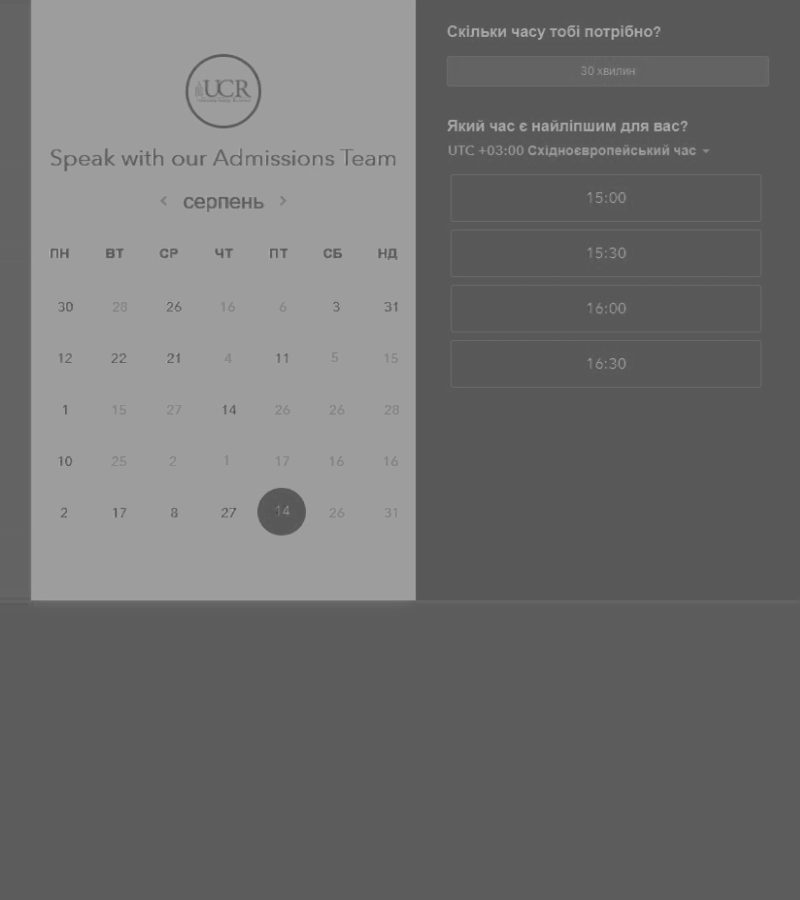 UCR
Speak with our Admissions Team
серпень
ПН ВТ СР ЧТ ПТ СБ НД
30 28 26 16 6 3 31
12 22 21 4 11 5 15
1 15 27 14 26 26 28
10 25 2 1 17 16 16
2 17 8 27 14 26 31
Скільки часу тобі потрібно?
30 хвилин
Який час є найліпшим для вас?
UTC +03:00 Східноєвропейський час
15:00
15:30
16:00
16:30